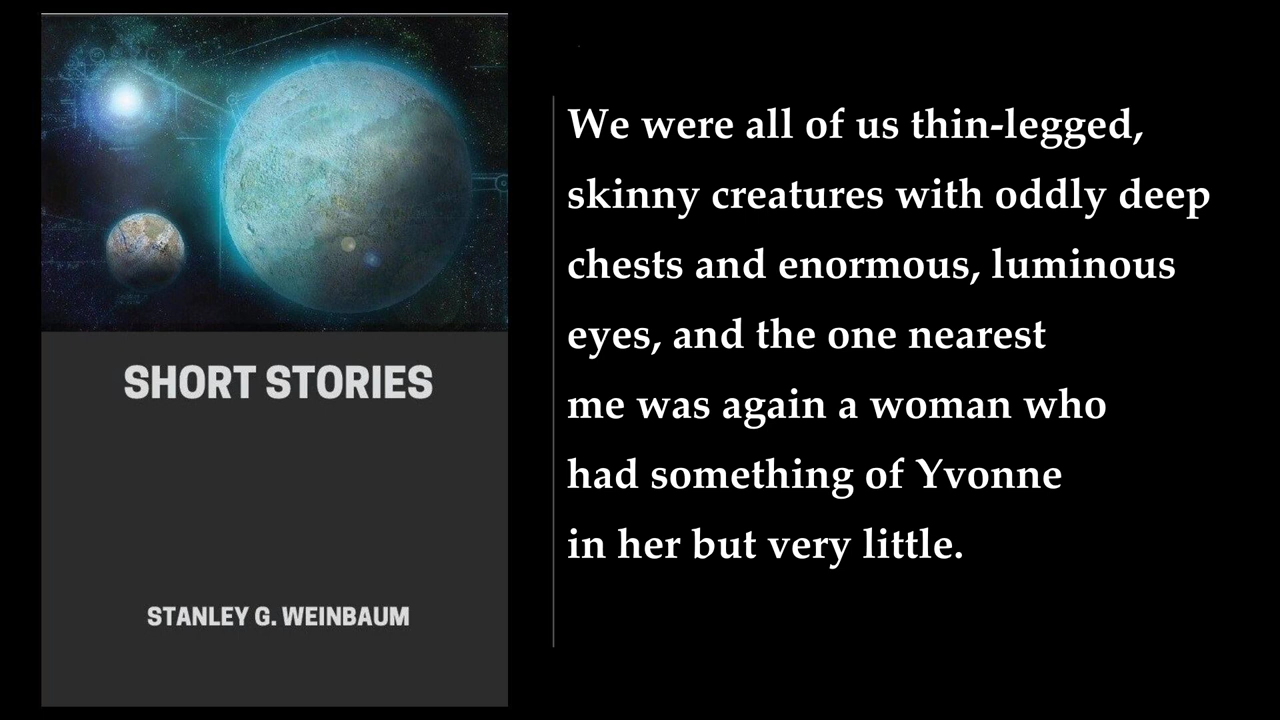 SHORT STORIES
STANLEY G. WEINBAUM
We were all of us thin-legged,
skinny creatures with oddly deep
chests and enormous, luminous
eyes, and the one nearest
me was again a woman who
had something of Yvonne
in her but very little.